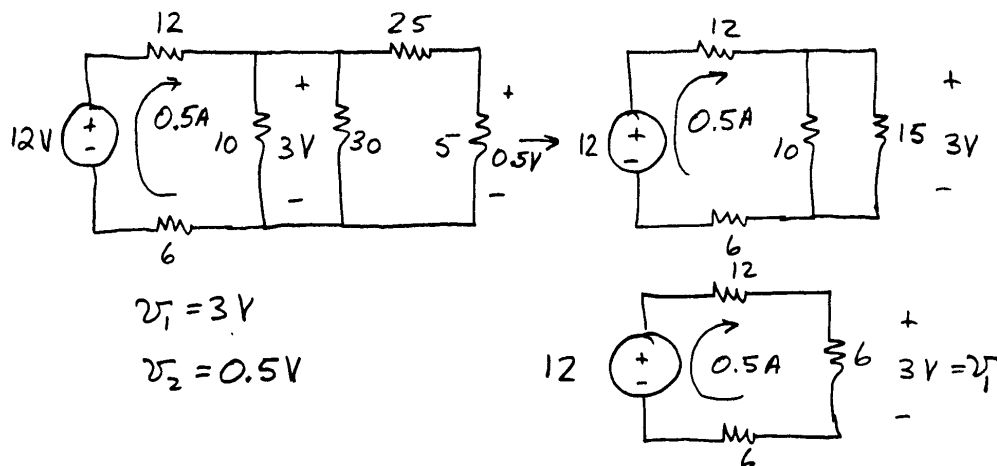 12 25
12V + - 0.5A 10 + 3V - 30 5 + 0.5V - →
6
12
12 + - 0.5A 10 15 + 3V -
6
v₁ = 3V
v₂ = 0.5V
12
12 + - 0.5A 6 + 3V = v₁ -
6